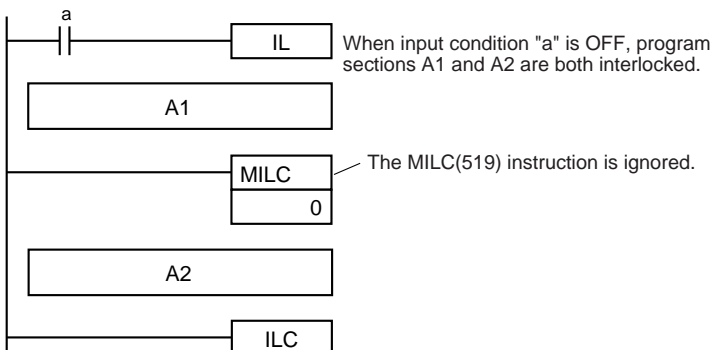 a
IL
When input condition "a" is OFF, program
sections A1 and A2 are both interlocked.
A1
MILC
The MILC(519) instruction is ignored.
0
A2
ILC